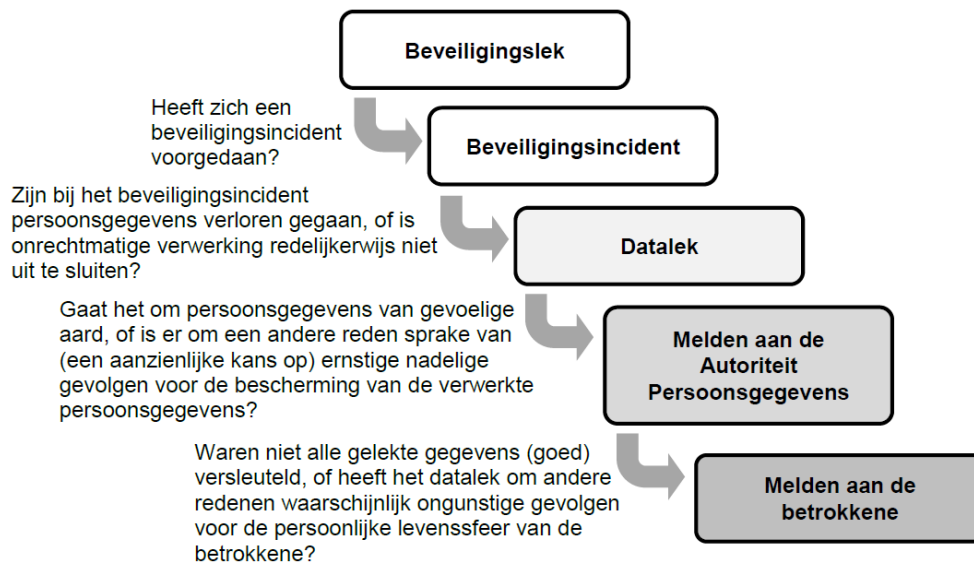 Beveiligingslek
Heeft zich een
beveiligingsincident
voorgedaan?
Beveiligingsincident
Zijn bij het beveiligingsincident
persoonsgegevens verloren gegaan, of is
onrechtmatige verwerking redelijkerwijs niet
uit te sluiten?
Datalek
Gaat het om persoonsgegevens van gevoelige
aard, of is er om een andere reden sprake van
(een aanzienlijke kans op) ernstige nadelige
gevolgen voor de bescherming van de verwerkte
persoonsgegevens?
Melden aan de
Autoriteit
Persoonsgegevens
Waren niet alle gelekte gegevens (goed)
versleuteld, of heeft het datalek om andere
redenen waarschijnlijk ongunstige gevolgen
voor de persoonlijke levenssfeer van de
betrokkene?
Melden aan de
betrokkene